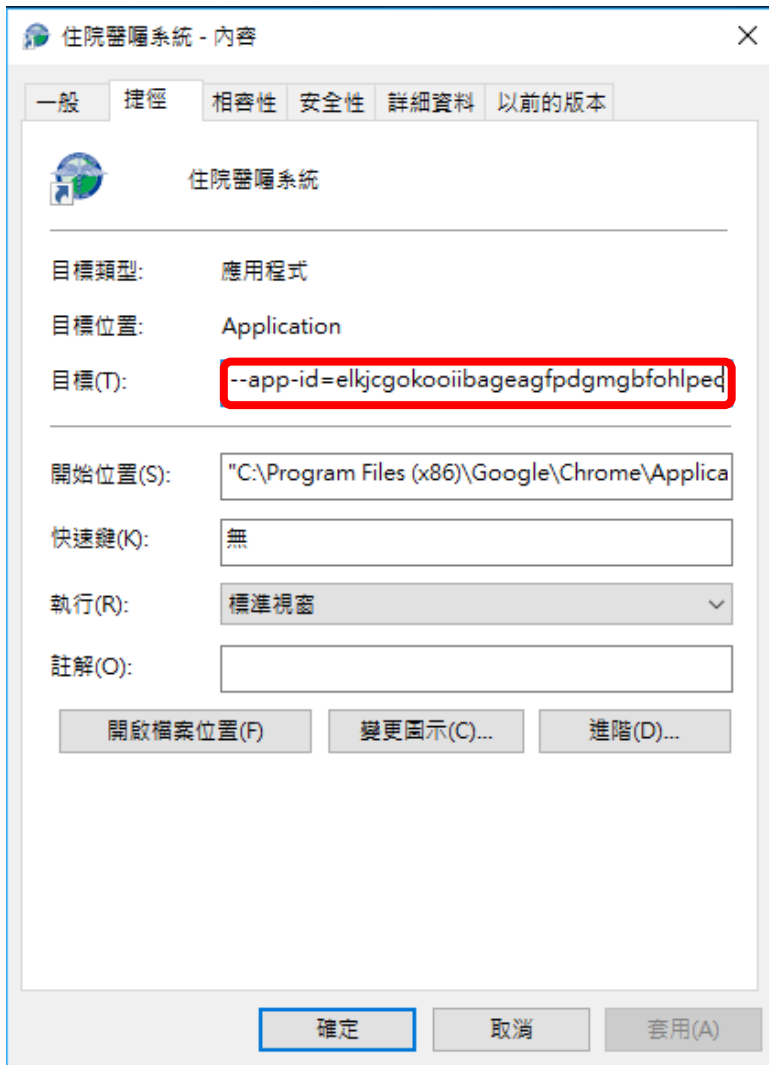 住院醫囑系統 - 內容
一般 捷徑 相容性 安全性 詳細資料 以前的版本
住院醫囑系統
目標類型: 應用程式
目標位置: Application
目標(T): --app-id=elkjcgokooiibageagfpdgmgbfohlpec
開始位置(S): "C:\Program Files (x86)\Google\Chrome\Applica
快速鍵(K): 無
執行(R): 標準視窗
註解(O):
開啟檔案位置(F) 變更圖示(C)... 進階(D)...
確定 取消 套用(A)